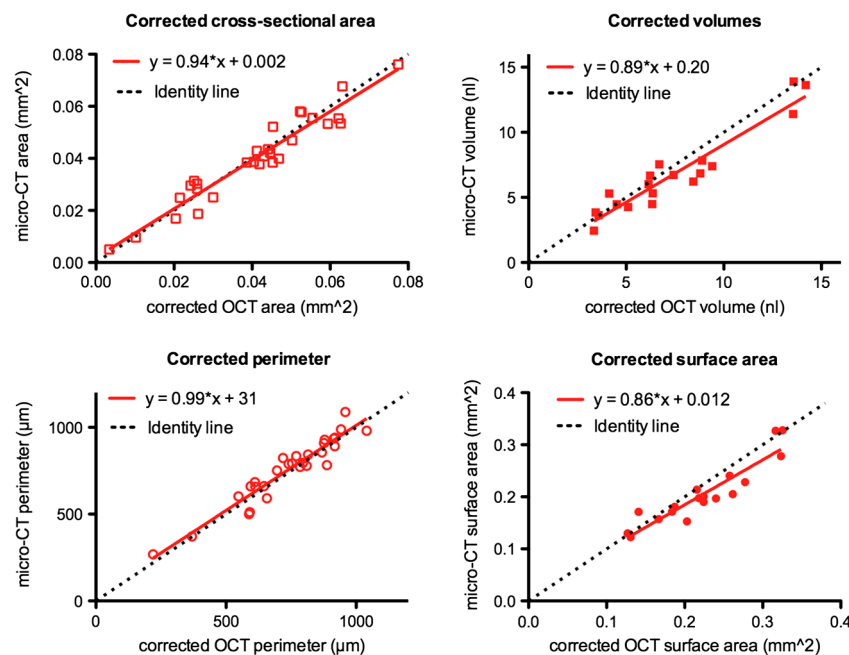 Corrected cross-sectional area
y = 0.94*x + 0.002
Identity line
micro-CT area (mm^2)
0.08
0.06
0.04
0.02
0.00
0.00 0.02 0.04 0.06 0.08
corrected OCT area (mm^2)
Corrected volumes
y = 0.89*x + 0.20
Identity line
micro-CT volume (nl)
15
10
5
0
0 5 10 15
corrected OCT volume (nl)
Corrected perimeter
y = 0.99*x + 31
Identity line
micro-CT perimeter (µm)
1000
500
0
0 500 1000
corrected OCT perimeter (µm)
Corrected surface area
y = 0.86*x + 0.012
Identity line
micro-CT surface area (mm^2)
0.4
0.3
0.2
0.1
0.0
0.0 0.1 0.2 0.3 0.4
corrected OCT surface area (mm^2)